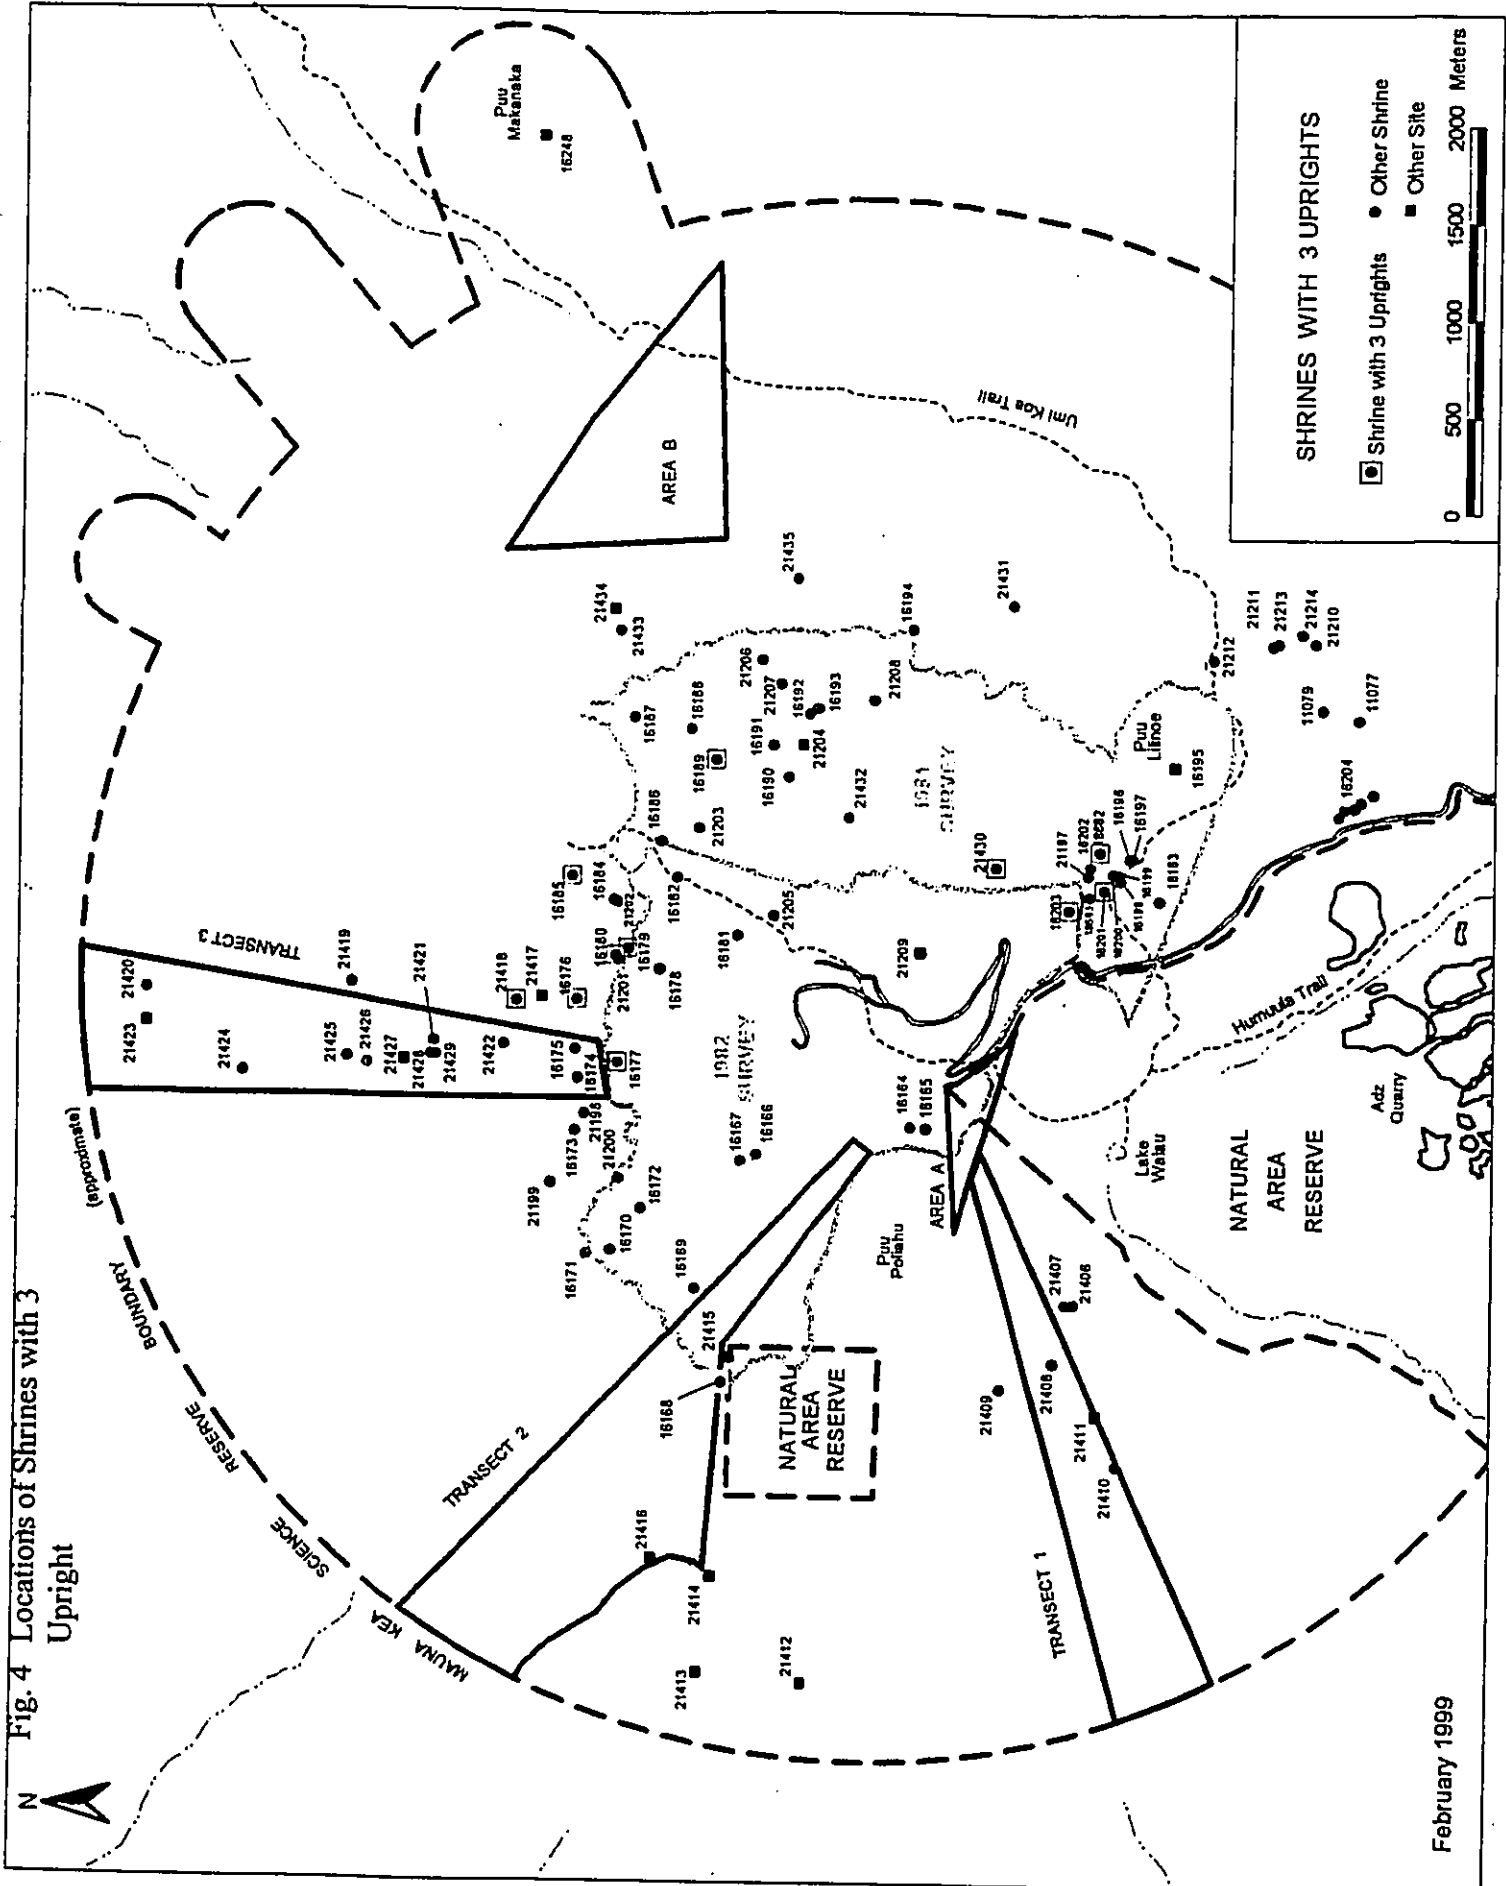 Fig. 4 Locations of Shrines with 3
Upright
N
MAUNA KEA
SCIENCE
RESERVE
BOUNDARY
(approximate)
TRANSECT 3
21420
21423
21424
21419
21425
21426
21427
21421
21428
21429
21422
21418
21417
16176
16175
16174
16177
21198
16173
21200
21199
16172
16170
16171
16169
21415
16168
TRANSECT 2
21416
21414
21413
21412
NATURAL
AREA
RESERVE
Puu
Poliahu
AREA A
TRANSECT 1
21407
21406
21408
21409
21411
21410
16167
16166
1982
SURVEY
16164
16165
16185
16184
21202
16180
16179
21201
16178
16181
16182
21205
21209
16186
21203
16189
16188
16187
21433
21434
21206
21207
16192
16193
16191
21204
16190
21432
21208
21435
16194
21431
21430
1981
SURVEY
AREA B
Puu
Makanaka
16248
Umi Koa Trail
21197
16202
16196
16197
16203
16201
16200
16199
16198
16163
Puu
Lilinoe
16195
21212
21211
21213
21214
21210
11079
11077
16204
Humuula Trail
Lake
Waiau
NATURAL
AREA
RESERVE
Adz
Quarry
SHRINES WITH 3 UPRIGHTS
Shrine with 3 Uprights
Other Shrine
Other Site
0 500 1000 1500 2000 Meters
February 1999